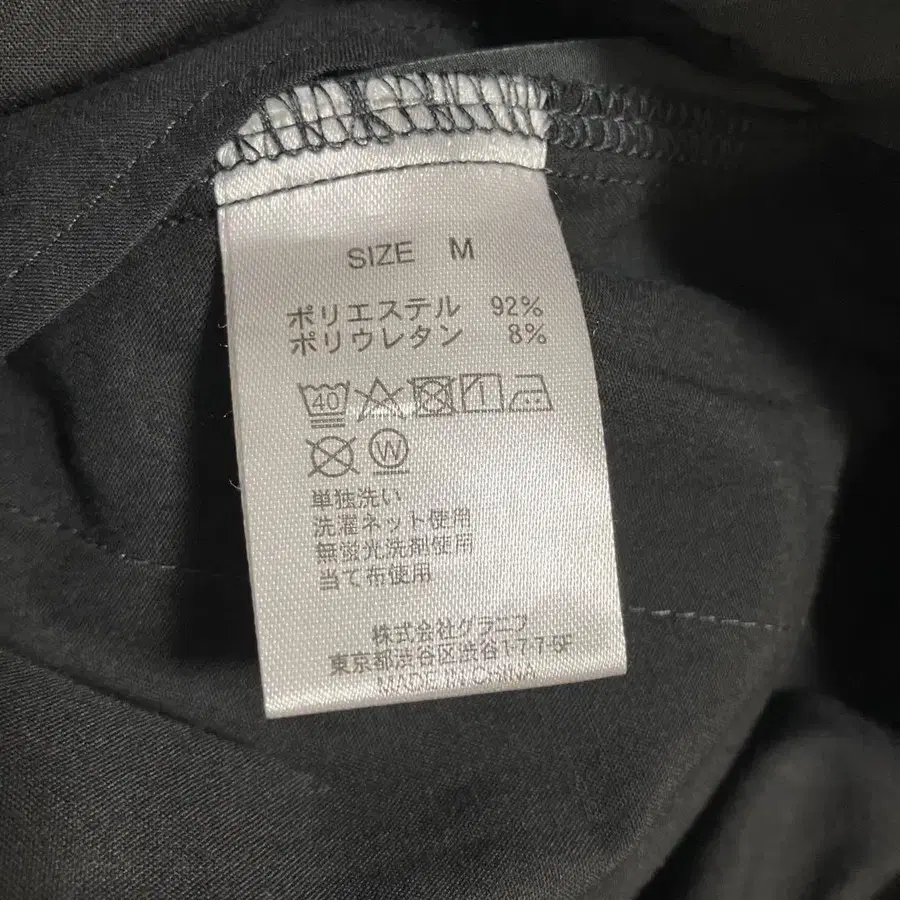 SIZE M
ポリエステル 92%
ポリウレタン 8%
40
W
単独洗い
洗濯ネット使用
無蛍光洗剤使用
当て布使用
株式会社グラニフ
東京都渋谷区渋谷1-7-7-5F
MADE IN CHINA